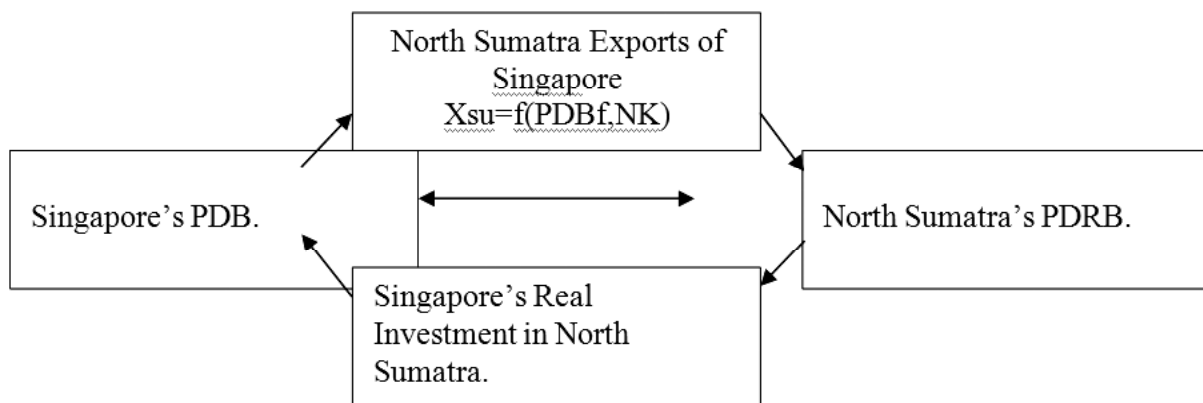 North Sumatra Exports of
Singapore
Xsu=f(PDBf,NK)
Singapore’s PDB.
North Sumatra’s PDRB.
Singapore’s Real
Investment in North
Sumatra.